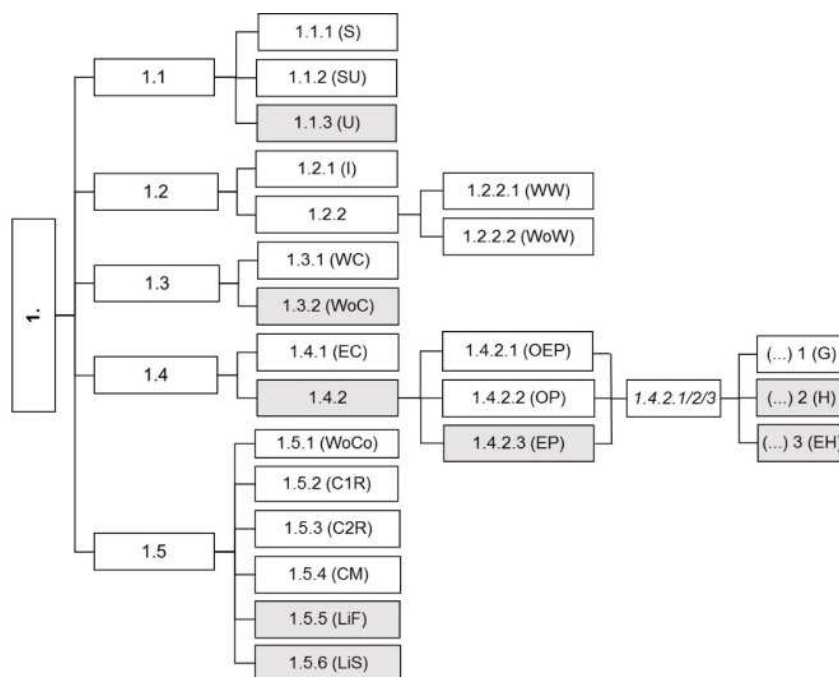 1.
1.1
1.1.1 (S)
1.1.2 (SU)
1.1.3 (U)
1.2
1.2.1 (I)
1.2.2
1.2.2.1 (WW)
1.2.2.2 (WoW)
1.3
1.3.1 (WC)
1.3.2 (WoC)
1.4
1.4.1 (EC)
1.4.2
1.4.2.1 (OEP)
1.4.2.2 (OP)
1.4.2.3 (EP)
1.4.2.1/2/3
(...) 1 (G)
(...) 2 (H)
(...) 3 (EH)
1.5
1.5.1 (WoCo)
1.5.2 (C1R)
1.5.3 (C2R)
1.5.4 (CM)
1.5.5 (LiF)
1.5.6 (LiS)